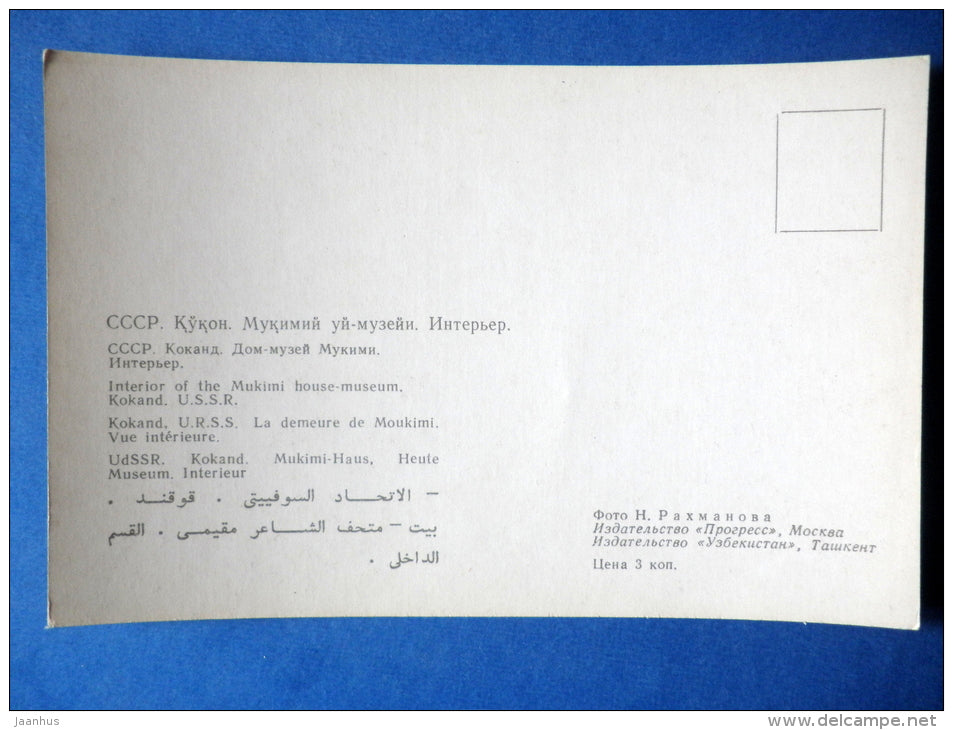 СССР. Қўқон. Муқимий уй-музейи. Интерьер.
СССР. Коканд. Дом-музей Мукими.
Интерьер.
Interior of the Mukimi house-museum.
Kokand. U.S.S.R.
Kokand, U.R.S.S. La demeure de Moukimi.
Vue intérieure.
UdSSR. Kokand. Mukimi-Haus, Heute
Museum. Interieur
– الاتحاد السوفييتى . قوقند .
بيت – متحف الشاعر مقيمى . القسم
الداخلى .
Фото Н. Рахманова
Издательство «Прогресс», Москва
Издательство «Узбекистан», Ташкент
Цена 3 коп.
Jaanhus
www.delcampe.net